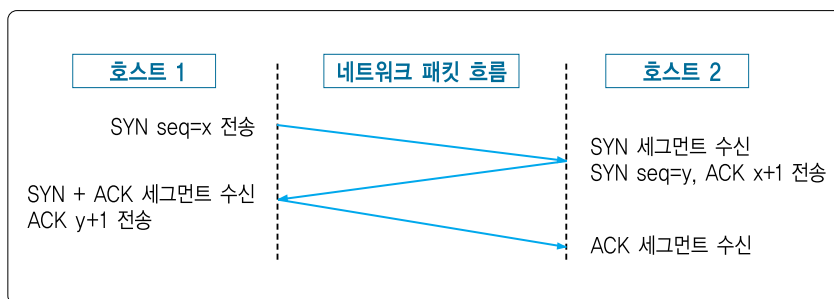 호스트 1
네트워크 패킷 흐름
호스트 2
SYN seq=x 전송
SYN 세그먼트 수신
SYN seq=y, ACK x+1 전송
SYN + ACK 세그먼트 수신
ACK y+1 전송
ACK 세그먼트 수신